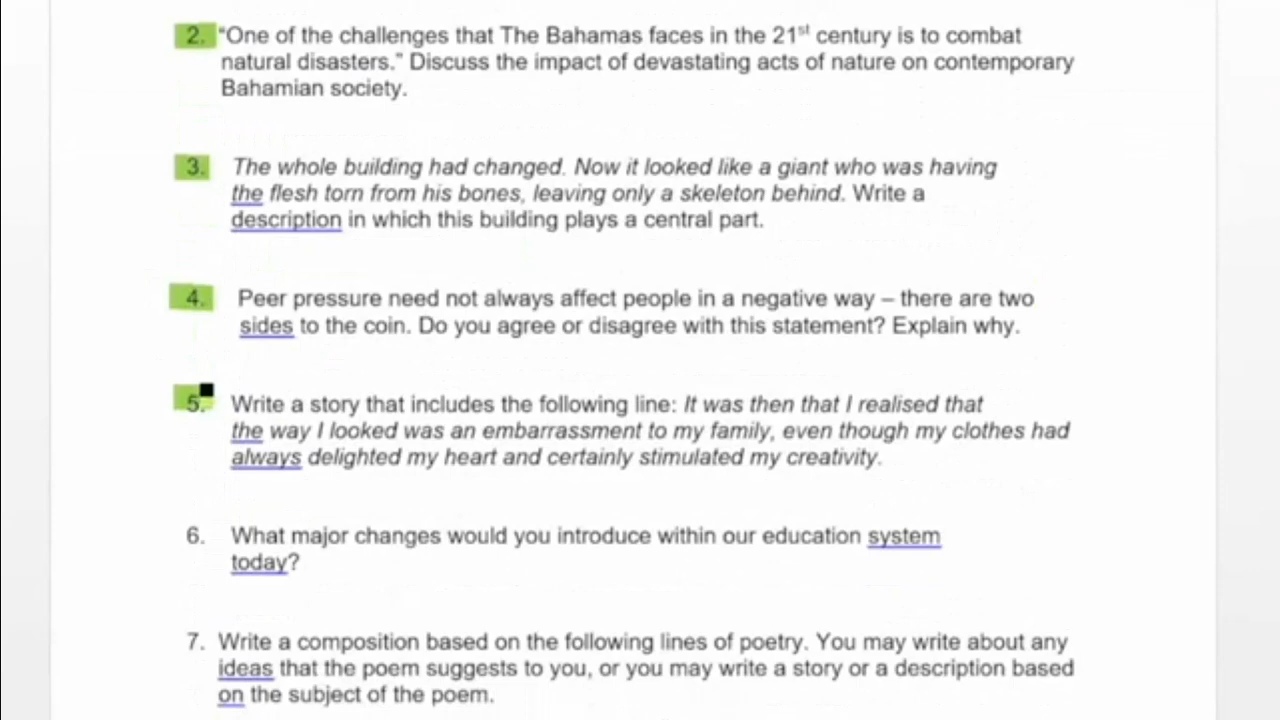 2. "One of the challenges that The Bahamas faces in the 21st century is to combat
natural disasters." Discuss the impact of devastating acts of nature on contemporary
Bahamian society.
3. The whole building had changed. Now it looked like a giant who was having
the flesh torn from his bones, leaving only a skeleton behind. Write a
description in which this building plays a central part.
4. Peer pressure need not always affect people in a negative way – there are two
sides to the coin. Do you agree or disagree with this statement? Explain why.
5. Write a story that includes the following line: It was then that I realised that
the way I looked was an embarrassment to my family, even though my clothes had
always delighted my heart and certainly stimulated my creativity.
6. What major changes would you introduce within our education system
today?
7. Write a composition based on the following lines of poetry. You may write about any
ideas that the poem suggests to you, or you may write a story or a description based
on the subject of the poem.